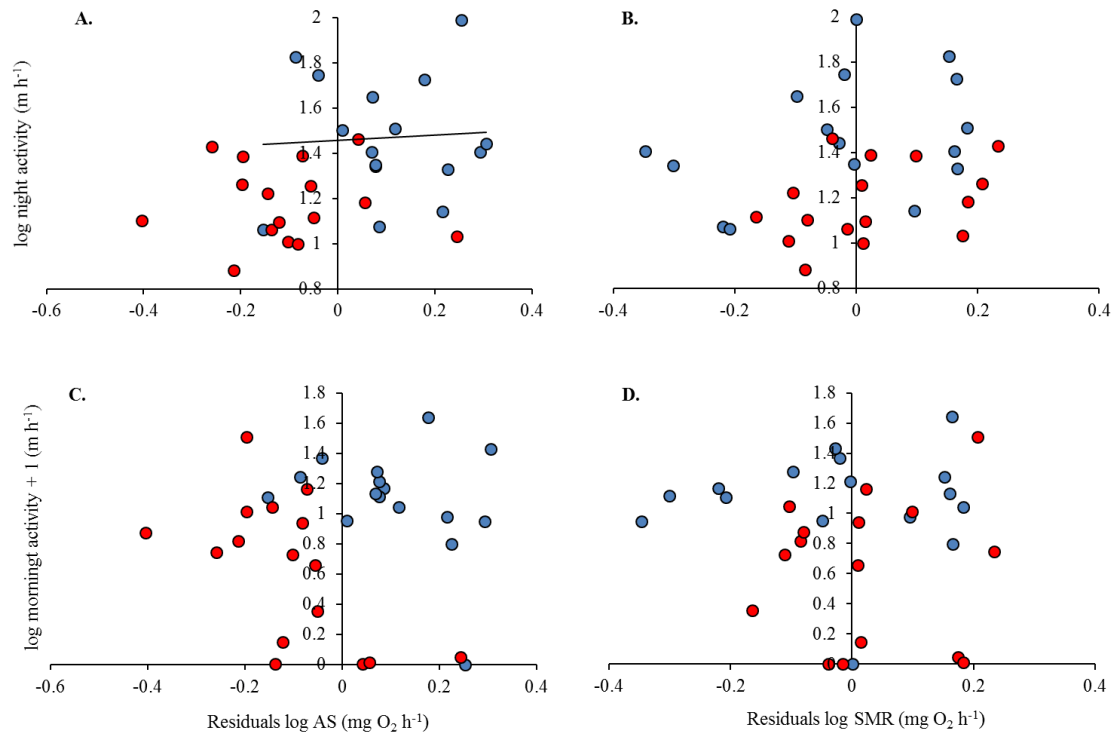 A.
log night activity (m h-1)
2
1.8
1.6
1.4
1.2
1
0.8
-0.6 -0.4 -0.2 0 0.2 0.4
B.
2
1.8
1.6
1.4
1.2
1
0.8
-0.4 -0.2 0 0.2 0.4
C.
log morningt activity + 1 (m h-1)
1.8
1.6
1.4
1.2
1
0.8
0.6
0.4
0.2
0
-0.6 -0.4 -0.2 0 0.2 0.4
Residuals log AS (mg O2 h-1)
D.
1.8
1.6
1.4
1.2
1
0.8
0.6
0.4
0.2
0
-0.4 -0.2 0 0.2 0.4
Residuals log SMR (mg O2 h-1)